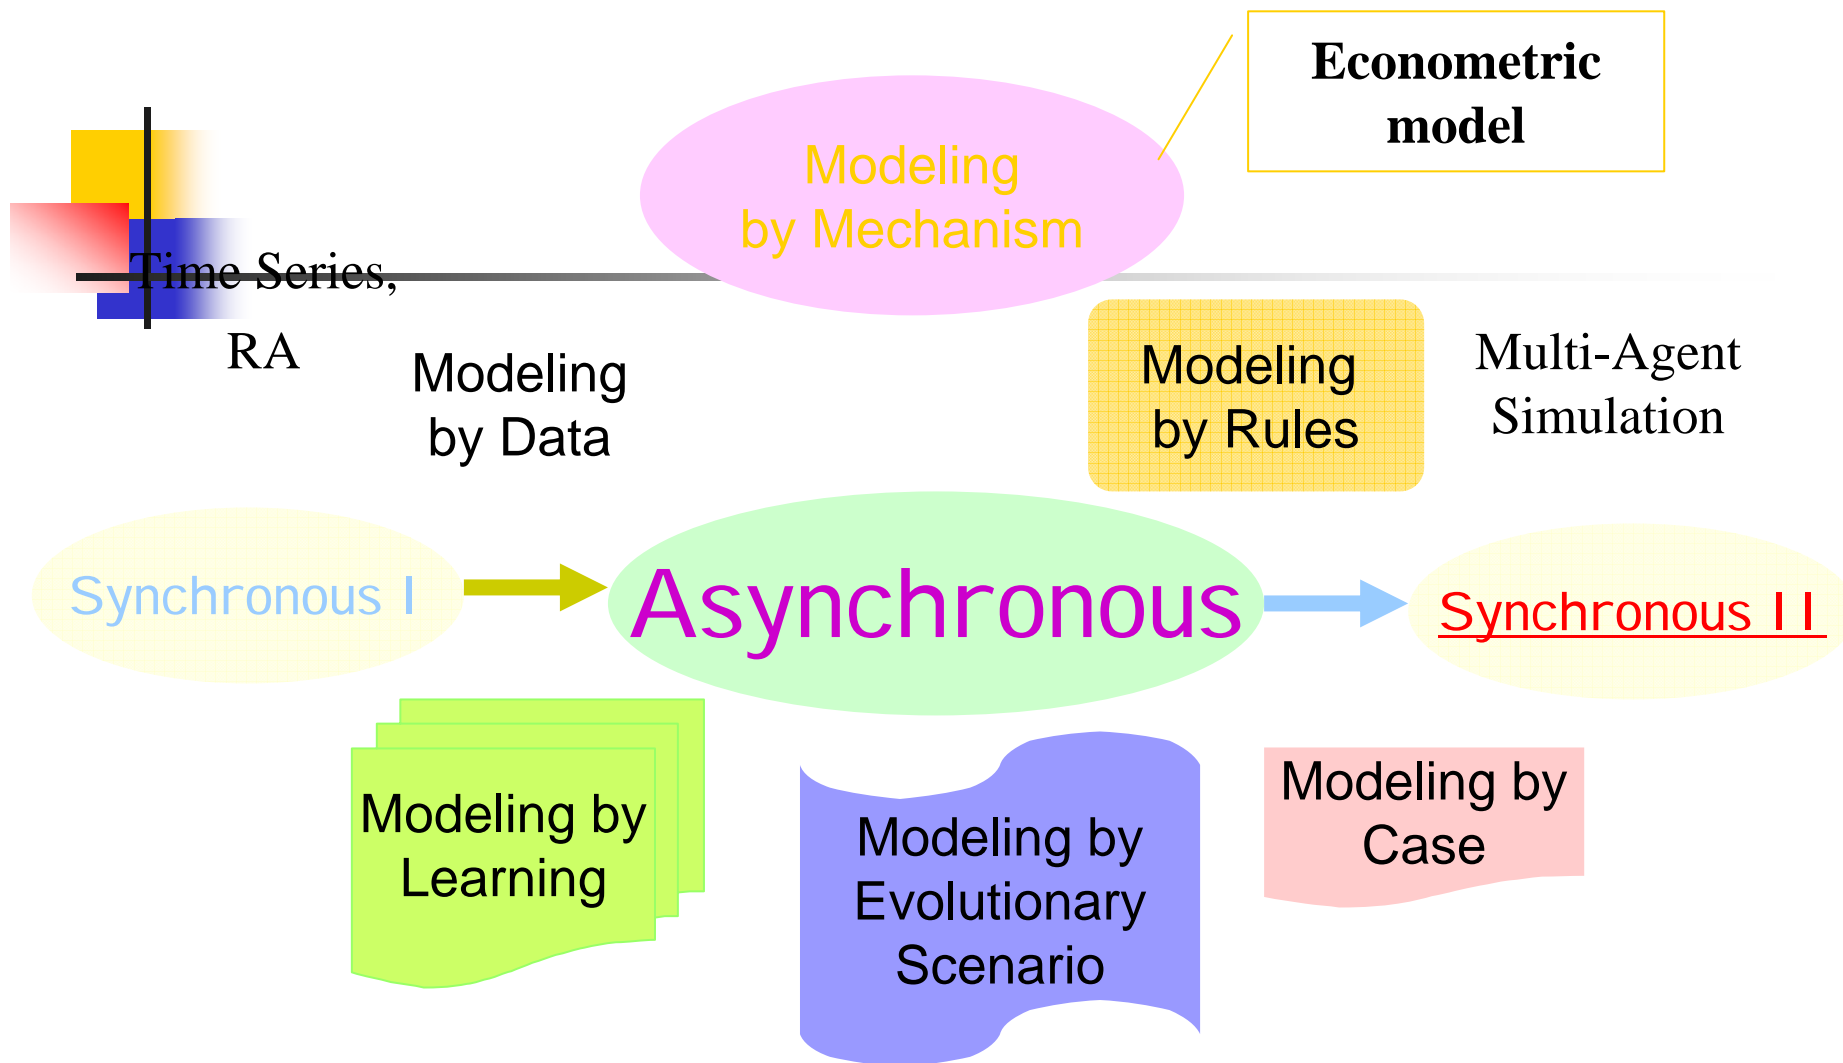 Econometric
model
Modeling
by Mechanism
Time Series,
RA
Modeling
by Data
Modeling
by Rules
Multi-Agent
Simulation
Synchronous I
Asynchronous
Synchronous II
Modeling by
Learning
Modeling by
Evolutionary
Scenario
Modeling by
Case